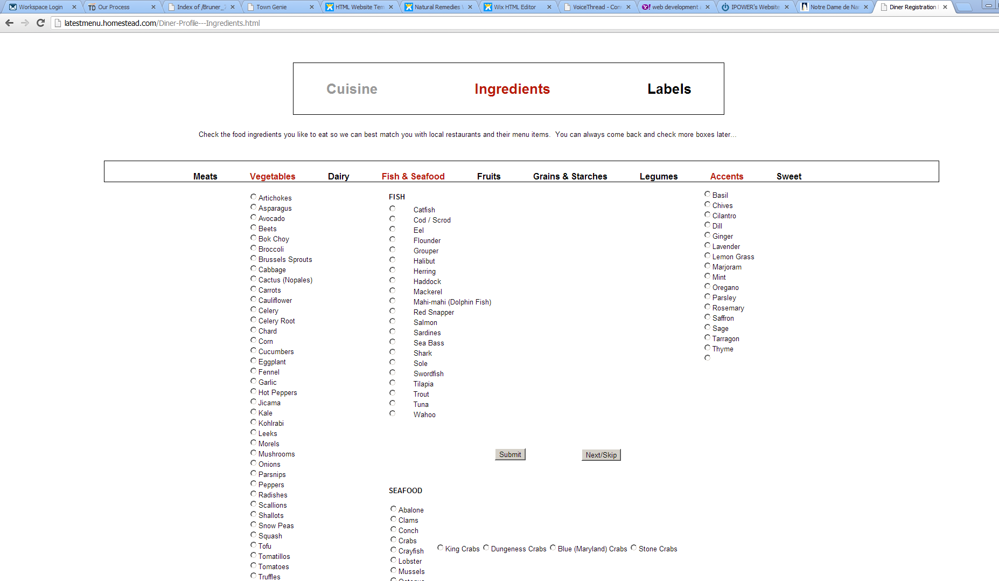 Workspace Login
Our Process
Index of /Bruner_
Town Genie
HTML Website Tem
Natural Remedies
Wix HTML Editor
VoiceThread - Con
web development
IPOWER's Website
Notre Dame de Na
Diner Registration
latestmenu.homestead.com/Diner-Profile---Ingredients.html
Cuisine Ingredients Labels
Check the food ingredients you like to eat so we can best match you with local restaurants and their menu items.  You can always come back and check more boxes later...
Meats Vegetables Dairy Fish & Seafood Fruits Grains & Starches Legumes Accents Sweet
Artichokes
Asparagus
Avocado
Beets
Bok Choy
Broccoli
Brussels Sprouts
Cabbage
Cactus (Nopales)
Carrots
Cauliflower
Celery
Celery Root
Chard
Corn
Cucumbers
Eggplant
Fennel
Garlic
Hot Peppers
Jicama
Kale
Kohlrabi
Leeks
Morels
Mushrooms
Onions
Parsnips
Peppers
Radishes
Scallions
Shallots
Snow Peas
Squash
Tofu
Tomatillos
Tomatoes
Truffles
FISH
Catfish
Cod / Scrod
Eel
Flounder
Grouper
Halibut
Herring
Haddock
Mackerel
Mahi-mahi (Dolphin Fish)
Red Snapper
Salmon
Sardines
Sea Bass
Shark
Sole
Swordfish
Tilapia
Trout
Tuna
Wahoo
Submit Next/Skip
SEAFOOD
Abalone
Clams
Conch
Crabs
Crayfish
Lobster
Mussels
King Crabs Dungeness Crabs Blue (Maryland) Crabs Stone Crabs
Basil
Chives
Cilantro
Dill
Ginger
Lavender
Lemon Grass
Marjoram
Mint
Oregano
Parsley
Rosemary
Saffron
Sage
Tarragon
Thyme